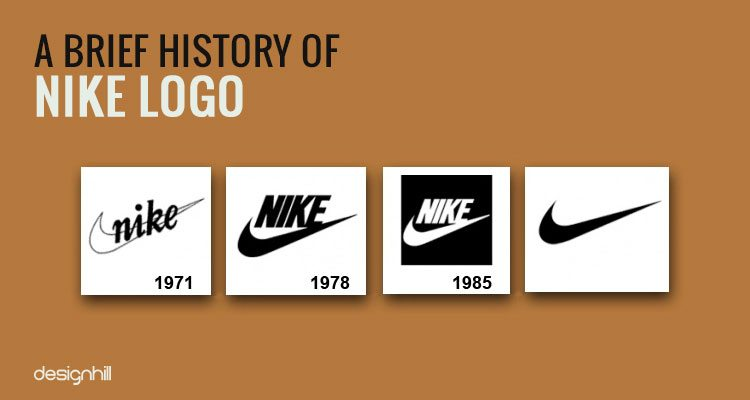 A BRIEF HISTORY OF
NIKE LOGO
nike
1971
NIKE
1978
NIKE
1985
designhill